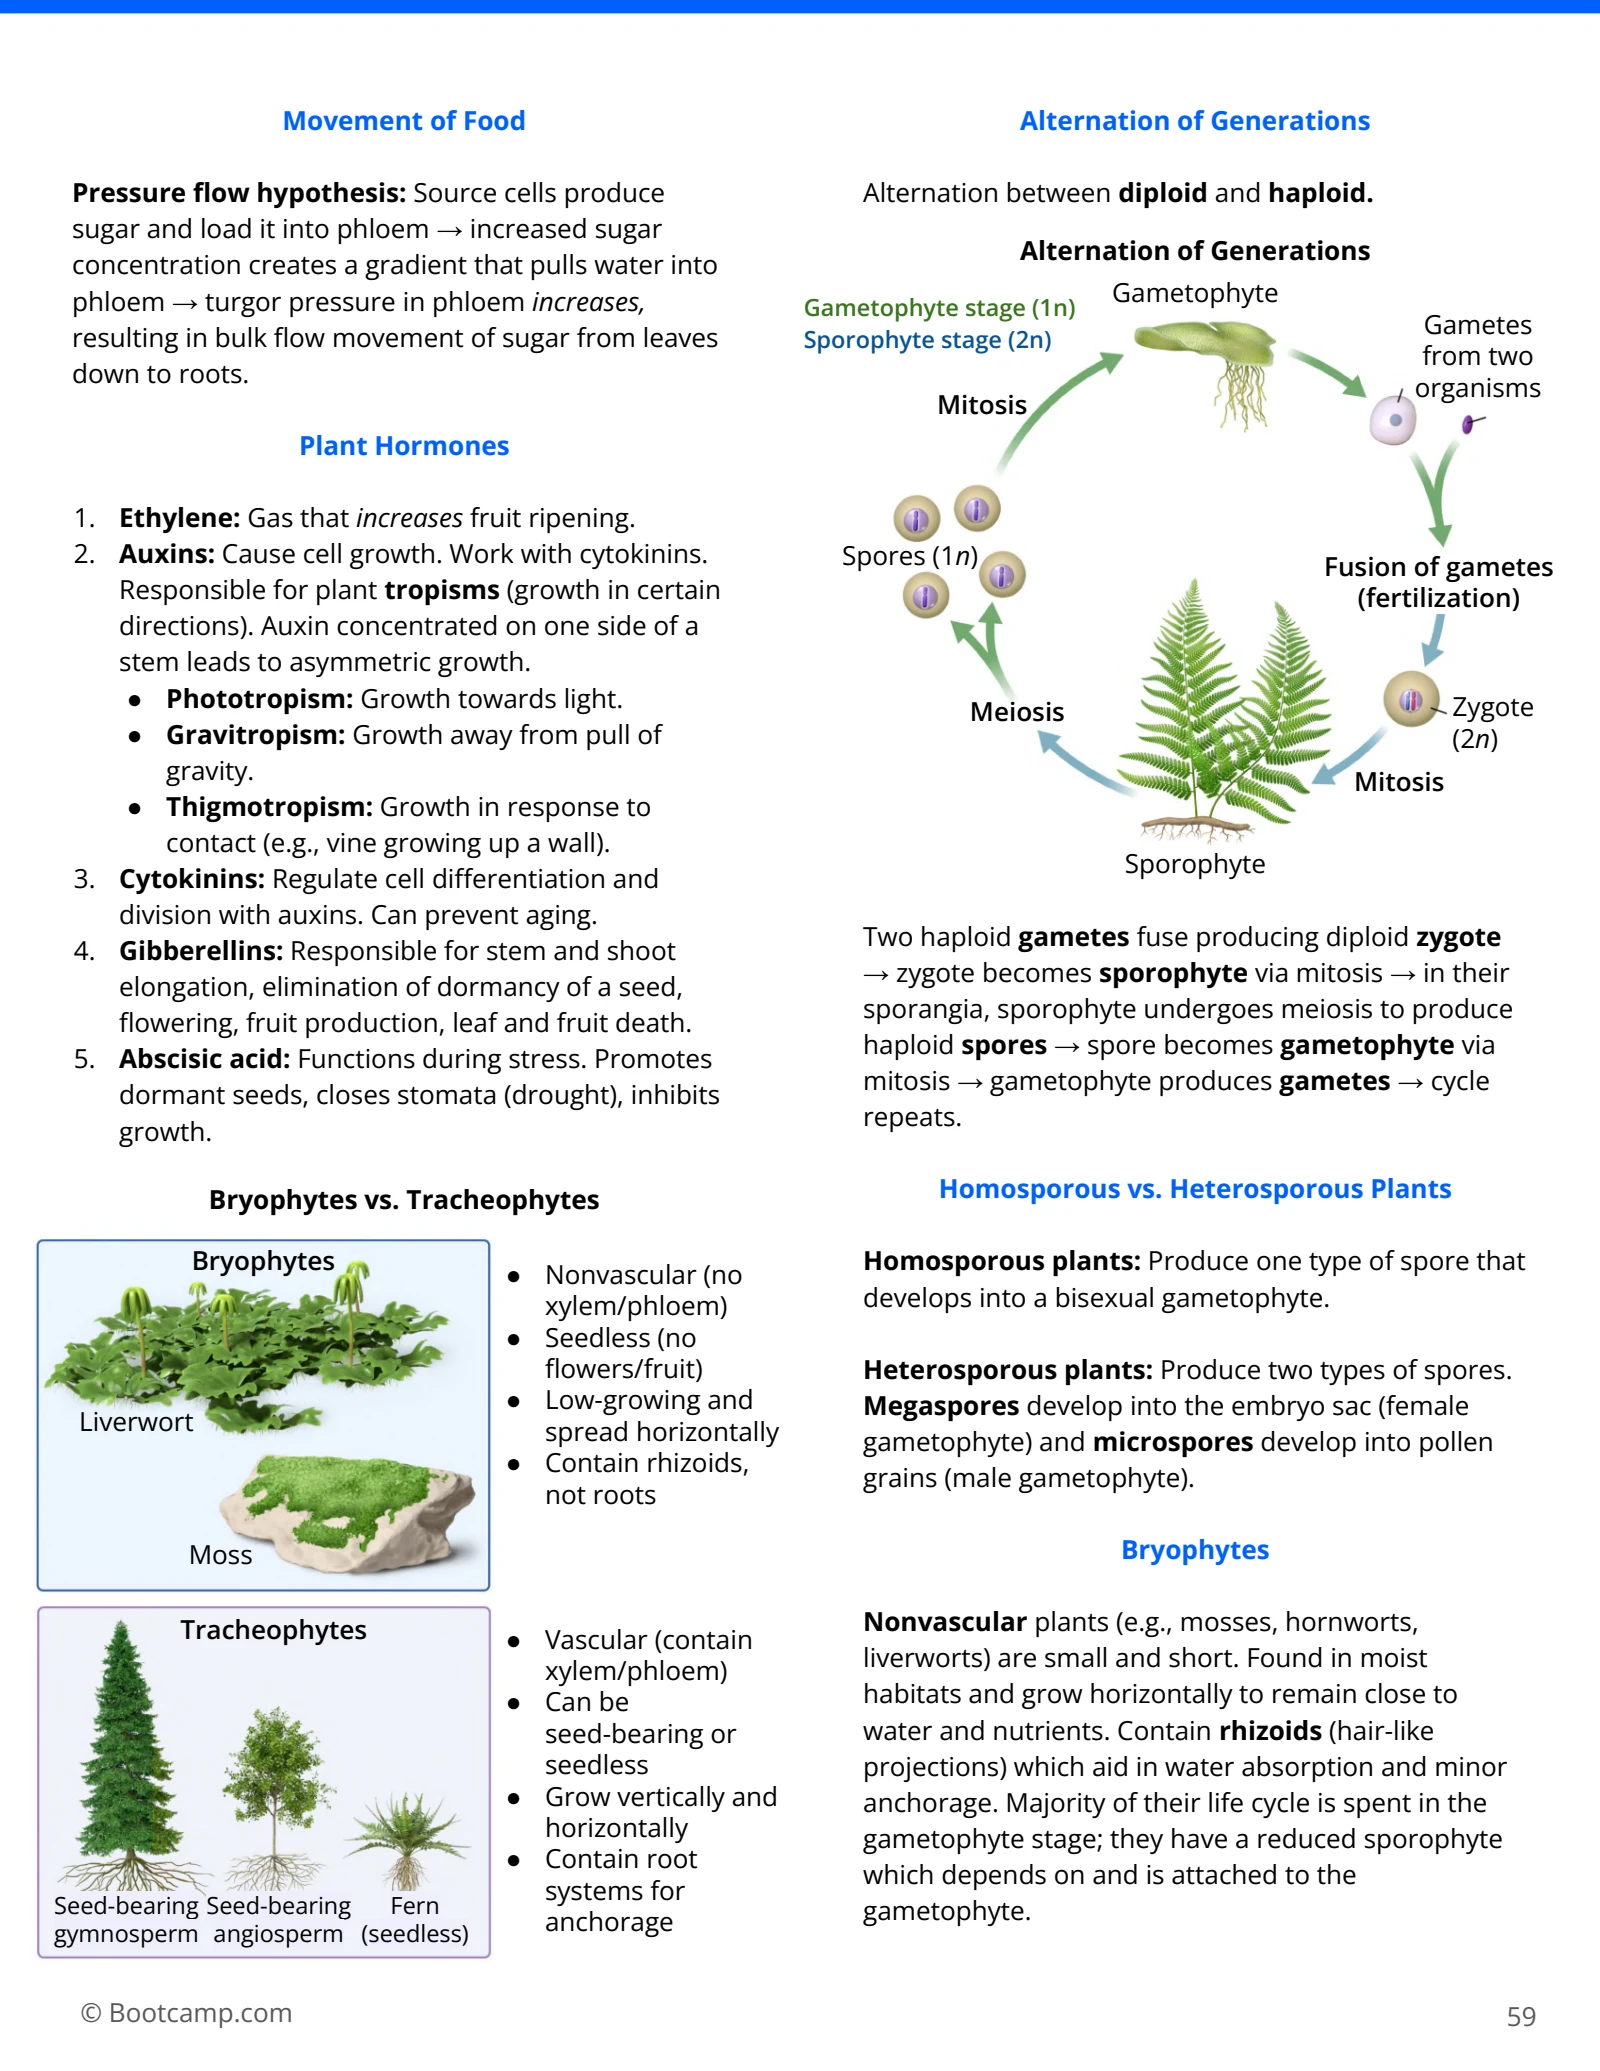 Movement of Food
Pressure flow hypothesis: Source cells produce
sugar and load it into phloem → increased sugar
concentration creates a gradient that pulls water into
phloem → turgor pressure in phloem increases,
resulting in bulk flow movement of sugar from leaves
down to roots.
Plant Hormones
1. Ethylene: Gas that increases fruit ripening.
2. Auxins: Cause cell growth. Work with cytokinins.
Responsible for plant tropisms (growth in certain
directions). Auxin concentrated on one side of a
stem leads to asymmetric growth.
● Phototropism: Growth towards light.
● Gravitropism: Growth away from pull of
gravity.
● Thigmotropism: Growth in response to
contact (e.g., vine growing up a wall).
3. Cytokinins: Regulate cell differentiation and
division with auxins. Can prevent aging.
4. Gibberellins: Responsible for stem and shoot
elongation, elimination of dormancy of a seed,
flowering, fruit production, leaf and fruit death.
5. Abscisic acid: Functions during stress. Promotes
dormant seeds, closes stomata (drought), inhibits
growth.
Bryophytes vs. Tracheophytes
Bryophytes
Liverwort
Moss
● Nonvascular (no
xylem/phloem)
● Seedless (no
flowers/fruit)
● Low-growing and
spread horizontally
● Contain rhizoids,
not roots
Tracheophytes
Seed-bearing
gymnosperm
Seed-bearing
angiosperm
Fern
(seedless)
● Vascular (contain
xylem/phloem)
● Can be
seed-bearing or
seedless
● Grow vertically and
horizontally
● Contain root
systems for
anchorage
Alternation of Generations
Alternation between diploid and haploid.
Alternation of Generations
Gametophyte stage (1n)
Sporophyte stage (2n)
Gametophyte
Gametes
from two
organisms
Mitosis
Spores (1n)
Fusion of gametes
(fertilization)
Meiosis
Zygote
(2n)
Mitosis
Sporophyte
Two haploid gametes fuse producing diploid zygote
→ zygote becomes sporophyte via mitosis → in their
sporangia, sporophyte undergoes meiosis to produce
haploid spores → spore becomes gametophyte via
mitosis → gametophyte produces gametes → cycle
repeats.
Homosporous vs. Heterosporous Plants
Homosporous plants: Produce one type of spore that
develops into a bisexual gametophyte.
Heterosporous plants: Produce two types of spores.
Megaspores develop into the embryo sac (female
gametophyte) and microspores develop into pollen
grains (male gametophyte).
Bryophytes
Nonvascular plants (e.g., mosses, hornworts,
liverworts) are small and short. Found in moist
habitats and grow horizontally to remain close to
water and nutrients. Contain rhizoids (hair-like
projections) which aid in water absorption and minor
anchorage. Majority of their life cycle is spent in the
gametophyte stage; they have a reduced sporophyte
which depends on and is attached to the
gametophyte.
© Bootcamp.com
59